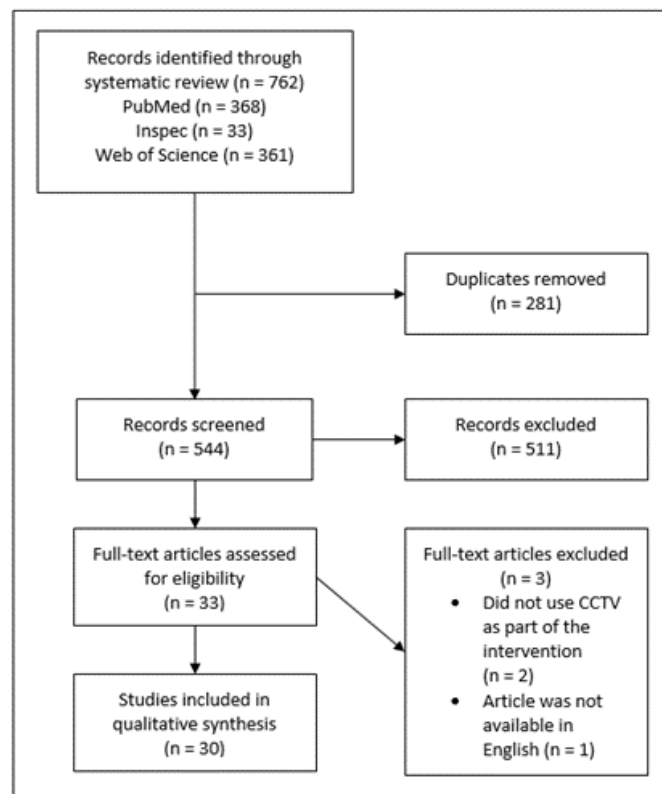 Records identified through
systematic review (n = 762)
PubMed (n = 368)
Inspec (n = 33)
Web of Science (n = 361)
Duplicates removed
(n = 281)
Records screened
(n = 544)
Records excluded
(n = 511)
Full-text articles assessed
for eligibility
(n = 33)
Full-text articles excluded
(n = 3)
• Did not use CCTV
as part of the
intervention
(n = 2)
• Article was not
available in
English (n = 1)
Studies included in
qualitative synthesis
(n = 30)